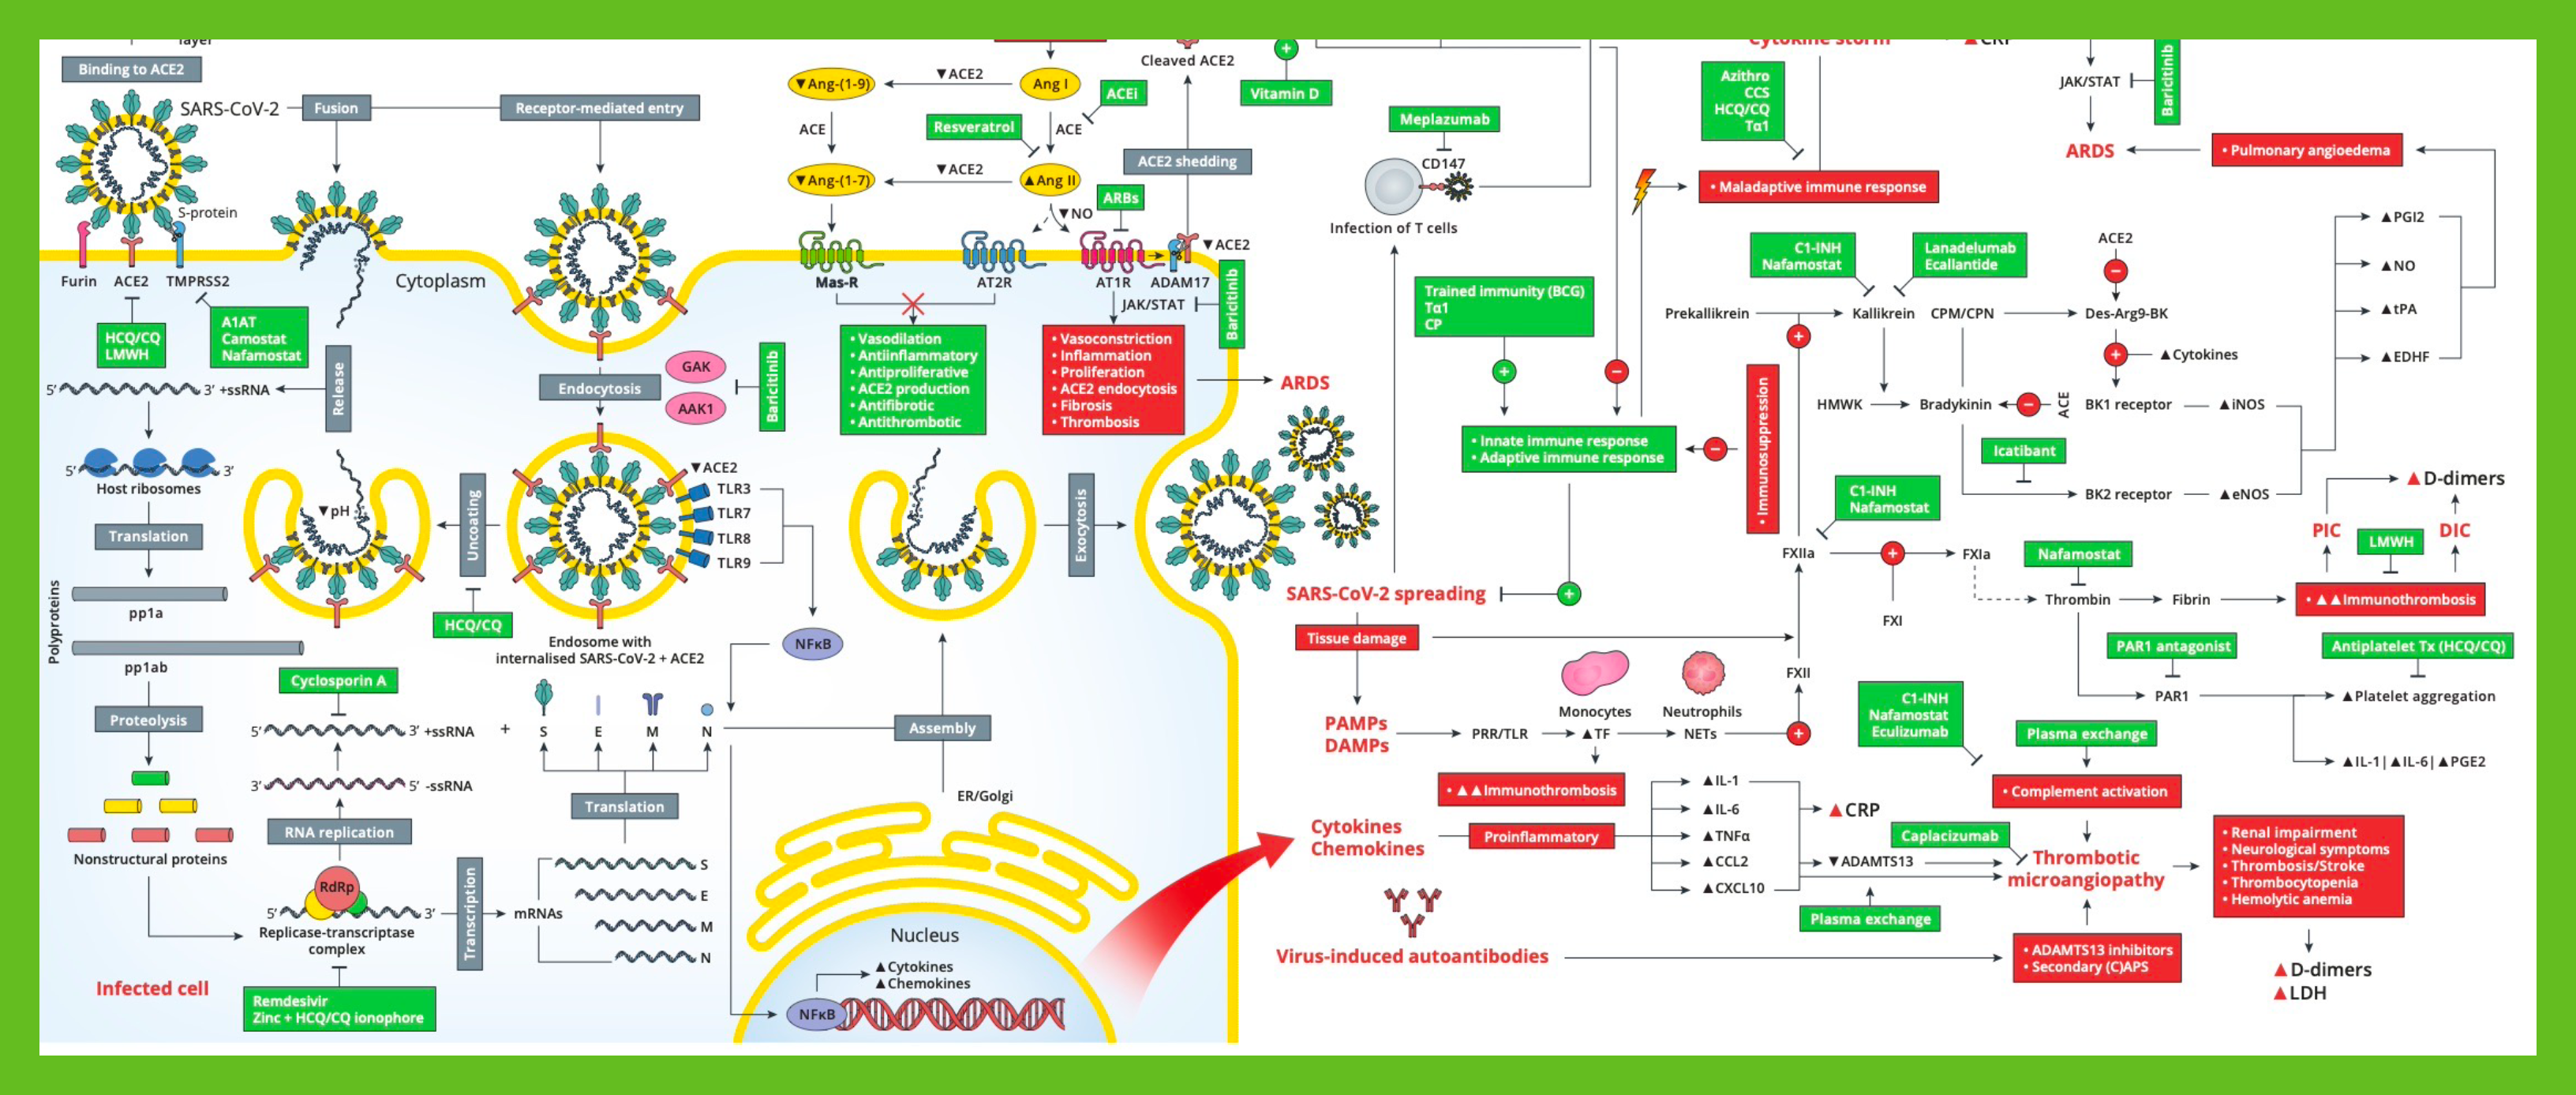 layer
Binding to ACE2
SARS-CoV-2
Fusion
Receptor-mediated entry
S-protein
Furin
ACE2
TMPRSS2
HCQ/CQ
LMWH
A1AT
Camostat
Nafamostat
Cytoplasm
Release
5’
3’ +ssRNA
5’
3’
Host ribosomes
Translation
Polyproteins
pp1a
pp1ab
Proteolysis
Nonstructural proteins
Infected cell
▼pH
Uncoating
HCQ/CQ
Endocytosis
GAK
AAK1
Baricitinib
▼ACE2
TLR3
TLR7
TLR8
TLR9
NFκB
Endosome with
internalised SARS-CoV-2 + ACE2
Cyclosporin A
5’
3’ +ssRNA
+
S
E
M
N
3’
5’ -ssRNA
RNA replication
Translation
RdRp
5’
3’
Replicase-transcriptase
complex
Remdesivir
Zinc + HCQ/CQ ionophore
Transcription
mRNAs
S
E
M
N
Assembly
ER/Golgi
Nucleus
▲Cytokines
▲Chemokines
NFκB
Exocytosis
▼Ang-(1-9)
▼ACE2
Ang I
ACEi
ACE
Resveratrol
ACE
▼Ang-(1-7)
▼ACE2
▲Ang II
▼NO
ARBs
Cleaved ACE2
ACE2 shedding
▼ACE2
Mas-R
AT2R
AT1R
ADAM17
JAK/STAT
Baricitinib
• Vasodilation
• Antiinflammatory
• Antiproliferative
• ACE2 production
• Antifibrotic
• Antithrombotic
• Vasoconstriction
• Inflammation
• Proliferation
• ACE2 endocytosis
• Fibrosis
• Thrombosis
ARDS
+
Vitamin D
Meplazumab
CD147
Infection of T cells
Trained immunity (BCG)
Tα1
CP
+
−
• Innate immune response
• Adaptive immune response
−
• Immunosuppression
SARS-CoV-2 spreading
+
Tissue damage
PAMPs
DAMPs
PRR/TLR
▲TF
Monocytes
Neutrophils
NETs
+
FXII
• ▲▲Immunothrombosis
Cytokines
Chemokines
Proinflammatory
▲IL-1
▲IL-6
▲TNFα
▲CCL2
▲CXCL10
▲CRP
▼ADAMTS13
Plasma exchange
Caplacizumab
Virus-induced autoantibodies
• ADAMTS13 inhibitors
• Secondary (C)APS
Thrombotic
microangiopathy
• Complement activation
Plasma exchange
C1-INH
Nafamostat
Eculizumab
• Renal impairment
• Neurological symptoms
• Thrombosis/Stroke
• Thrombocytopenia
• Hemolytic anemia
▲D-dimers
▲LDH
Cytokine storm
▲CRP
Azithro
CCS
HCQ/CQ
Tα1
• Maladaptive immune response
JAK/STAT
Baricitinib
ARDS
• Pulmonary angioedema
C1-INH
Nafamostat
Lanadelumab
Ecallantide
ACE2
−
Prekallikrein
+
Kallikrein
CPM/CPN
Des-Arg9-BK
+
▲Cytokines
HMWK
Bradykinin
−
ACE
BK1 receptor
▲iNOS
Icatibant
BK2 receptor
▲eNOS
▲PGI2
▲NO
▲tPA
▲EDHF
C1-INH
Nafamostat
FXIIa
+
FXIa
FXI
Nafamostat
Thrombin
Fibrin
• ▲▲Immunothrombosis
PIC
LMWH
DIC
▲D-dimers
PAR1 antagonist
Antiplatelet Tx (HCQ/CQ)
PAR1
▲Platelet aggregation
▲IL-1| ▲IL-6| ▲PGE2